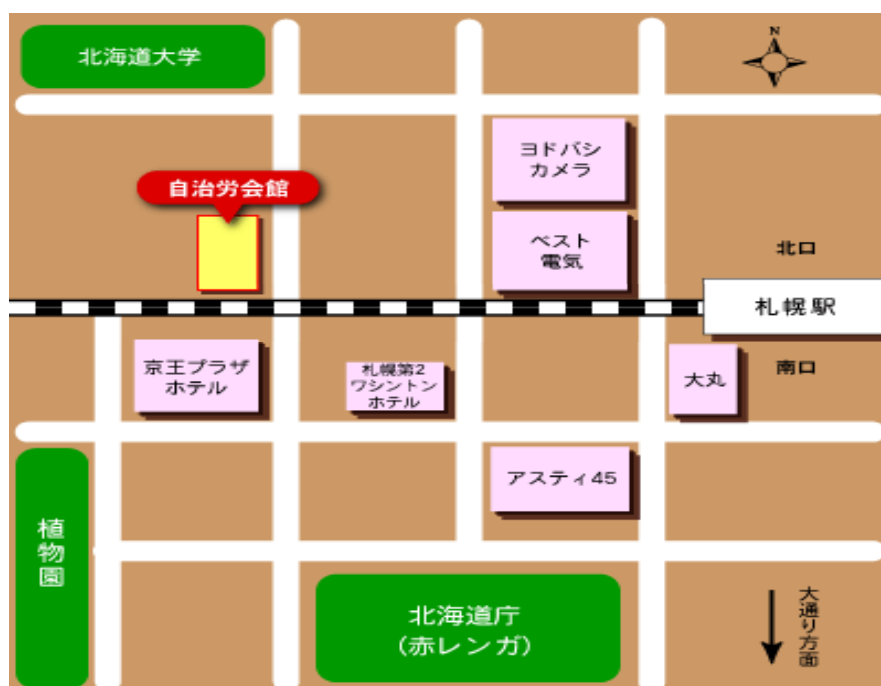 北海道大学
N
ヨドバシ
カメラ
自治労会館
ベスト
電気
北口
札幌駅
京王プラザ
ホテル
札幌第2
ワシントン
ホテル
大丸
南口
アスティ45
植物園
北海道庁
(赤レンガ)
大通り方面